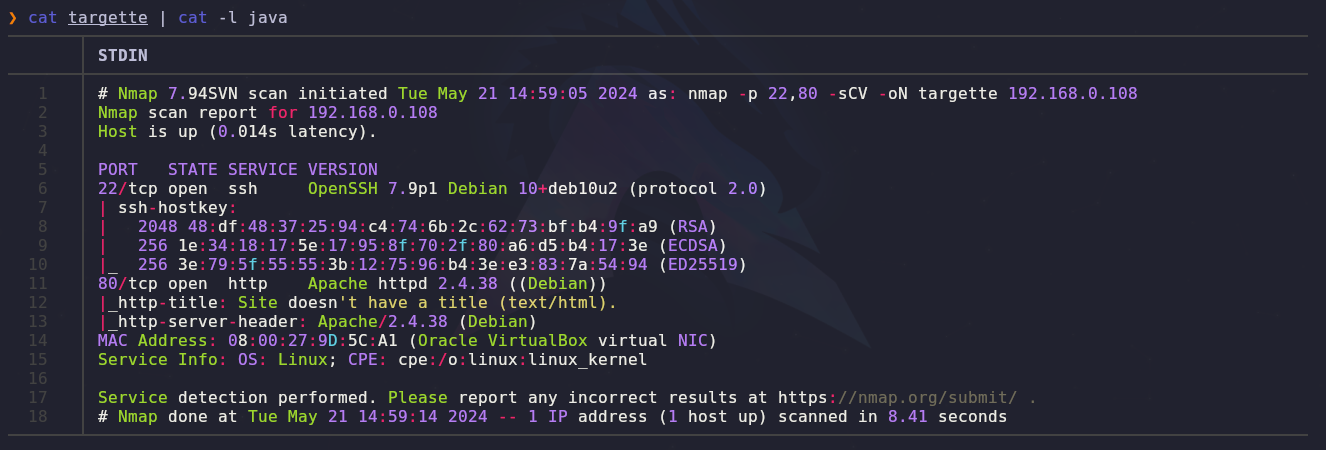 ❯ cat targette | cat -l java
STDIN
1 # Nmap 7.94SVN scan initiated Tue May 21 14:59:05 2024 as: nmap -p 22,80 -sCV -oN targette 192.168.0.108
2 Nmap scan report for 192.168.0.108
3 Host is up (0.014s latency).
4
5 PORT   STATE SERVICE VERSION
6 22/tcp open  ssh     OpenSSH 7.9p1 Debian 10+deb10u2 (protocol 2.0)
7 | ssh-hostkey:
8 |   2048 48:df:48:37:25:94:c4:74:6b:2c:62:73:bf:b4:9f:a9 (RSA)
9 |   256 1e:34:18:17:5e:17:95:8f:70:2f:80:a6:d5:b4:17:3e (ECDSA)
10 |_  256 3e:79:5f:55:55:3b:12:75:96:b4:3e:e3:83:7a:54:94 (ED25519)
11 80/tcp open  http    Apache httpd 2.4.38 ((Debian))
12 |_http-title: Site doesn't have a title (text/html).
13 |_http-server-header: Apache/2.4.38 (Debian)
14 MAC Address: 08:00:27:9D:5C:A1 (Oracle VirtualBox virtual NIC)
15 Service Info: OS: Linux; CPE: cpe:/o:linux:linux_kernel
16
17 Service detection performed. Please report any incorrect results at https://nmap.org/submit/ .
18 # Nmap done at Tue May 21 14:59:14 2024 -- 1 IP address (1 host up) scanned in 8.41 seconds